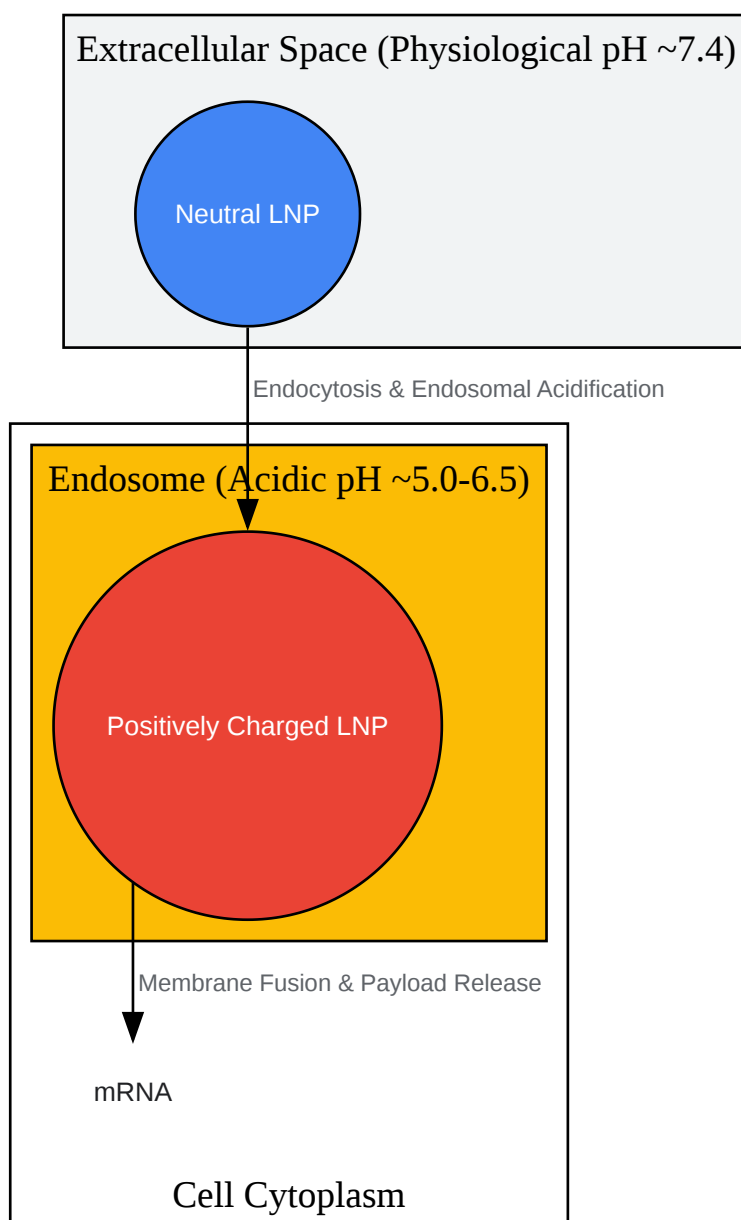 Extracellular Space (Physiological pH ~7.4)
Neutral LNP
Endocytosis & Endosomal Acidification
Endosome (Acidic pH ~5.0-6.5)
Positively Charged LNP
Membrane Fusion & Payload Release
mRNA
Cell Cytoplasm